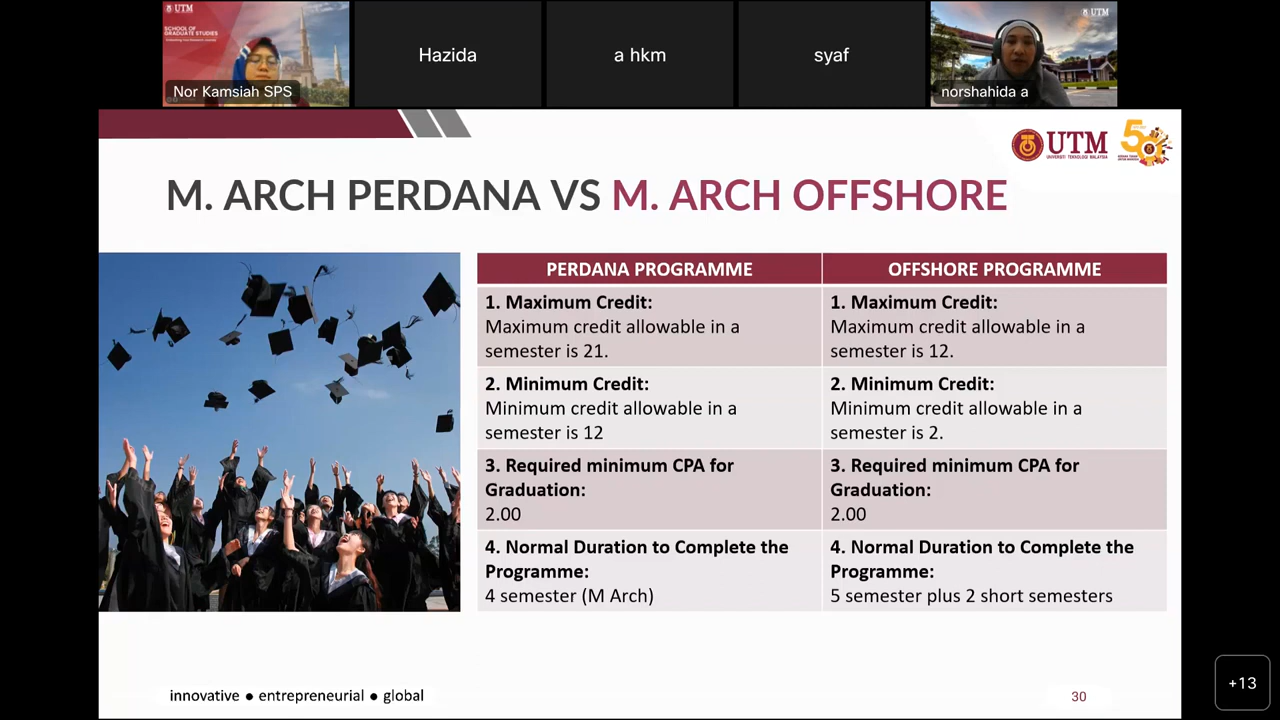 UTM
SCHOOL OF
GRADUATE STUDIES
Nor Kamsiah SPS
Hazida
a hkm
syaf
UTM
norshahida a
UTM
UNIVERSITI TEKNOLOGI MALAYSIA
M. ARCH PERDANA VS M. ARCH OFFSHORE
PERDANA PROGRAMME
1. Maximum Credit:
Maximum credit allowable in a
semester is 21.
2. Minimum Credit:
Minimum credit allowable in a
semester is 12
3. Required minimum CPA for
Graduation:
2.00
4. Normal Duration to Complete the
Programme:
4 semester (M Arch)
OFFSHORE PROGRAMME
1. Maximum Credit:
Maximum credit allowable in a
semester is 12.
2. Minimum Credit:
Minimum credit allowable in a
semester is 2.
3. Required minimum CPA for
Graduation:
2.00
4. Normal Duration to Complete the
Programme:
5 semester plus 2 short semesters
innovative ● entrepreneurial ● global
30
+13